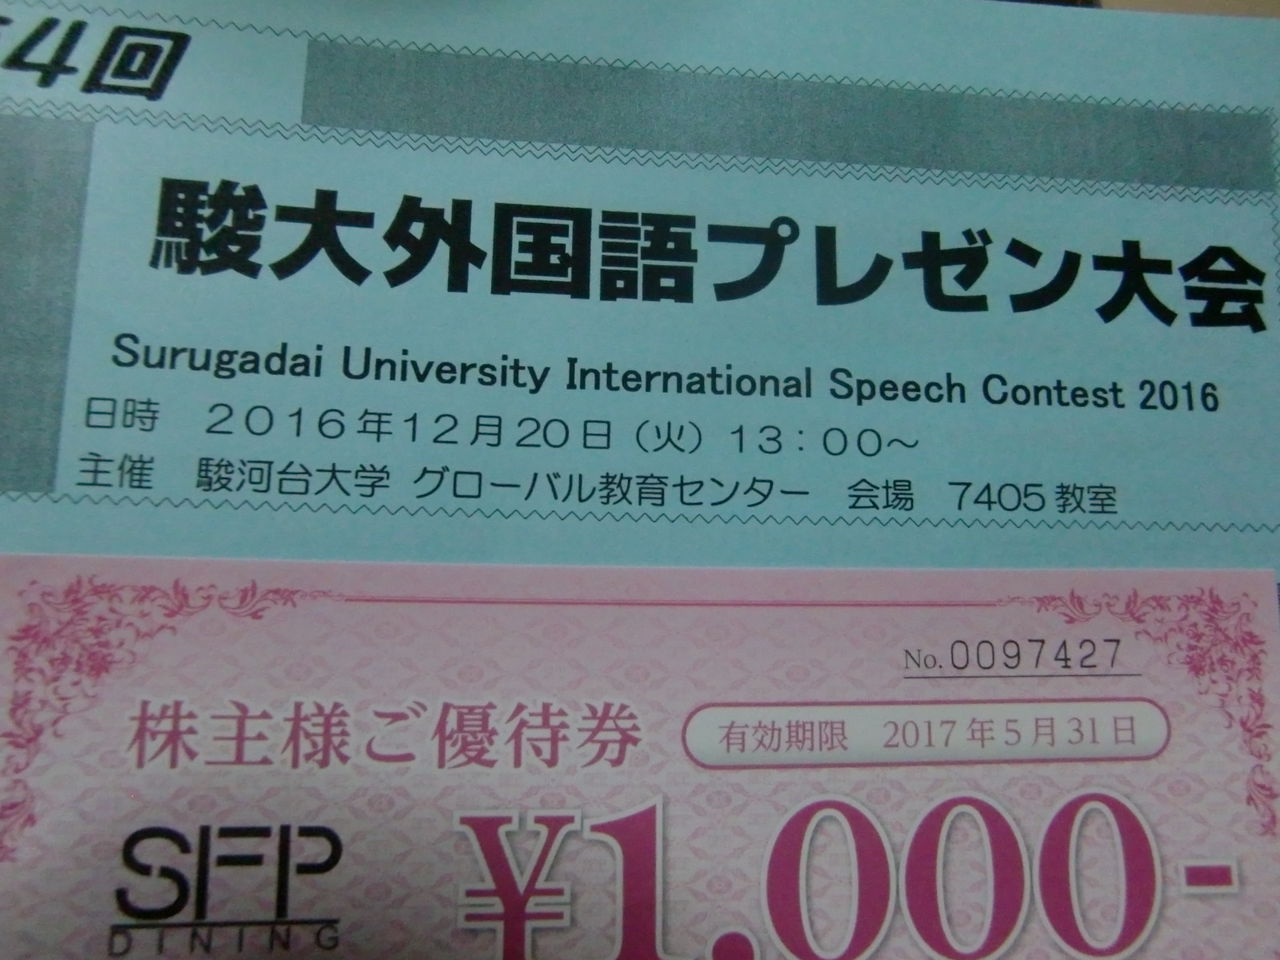 4回
駿大外国語プレゼン大会
Surugadai University International Speech Contest 2016
日時 2016年12月20日（火）13：00～
主催 駿河台大学 グローバル教育センター 会場 7405教室
No. 0097427
株主様ご優待券 有効期限 2017年5月31日
SFP
DINING
¥1,000-